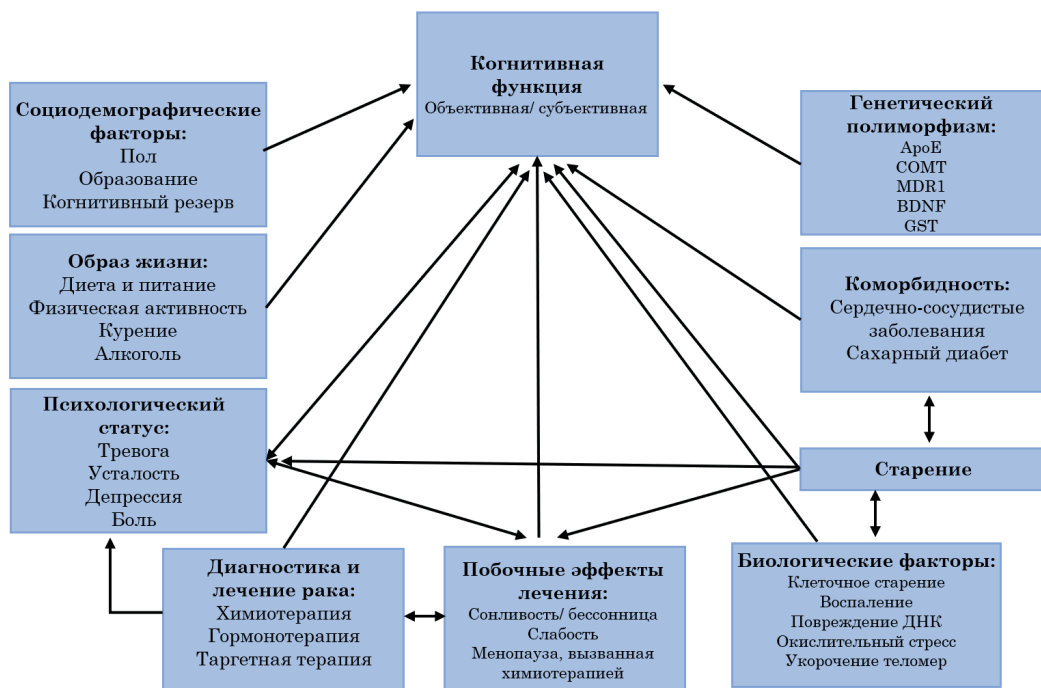 Когнитивная
функция
Объективная/ субъективная
Социодемографические
факторы:
Пол
Образование
Когнитивный резерв
Генетический
полиморфизм:
ApoE
COMT
MDR1
BDNF
GST
Образ жизни:
Диета и питание
Физическая активность
Курение
Алкоголь
Коморбидность:
Сердечно-сосудистые
заболевания
Сахарный диабет
Психологический
статус:
Тревога
Усталость
Депрессия
Боль
Старение
Диагностика и
лечение рака:
Химиотерапия
Гормонотерапия
Таргетная терапия
Побочные эффекты
лечения:
Сонливость/ бессонница
Слабость
Менопауза, вызванная
химиотерапией
Биологические факторы:
Клеточное старение
Воспаление
Повреждение ДНК
Окислительный стресс
Укорочение теломер